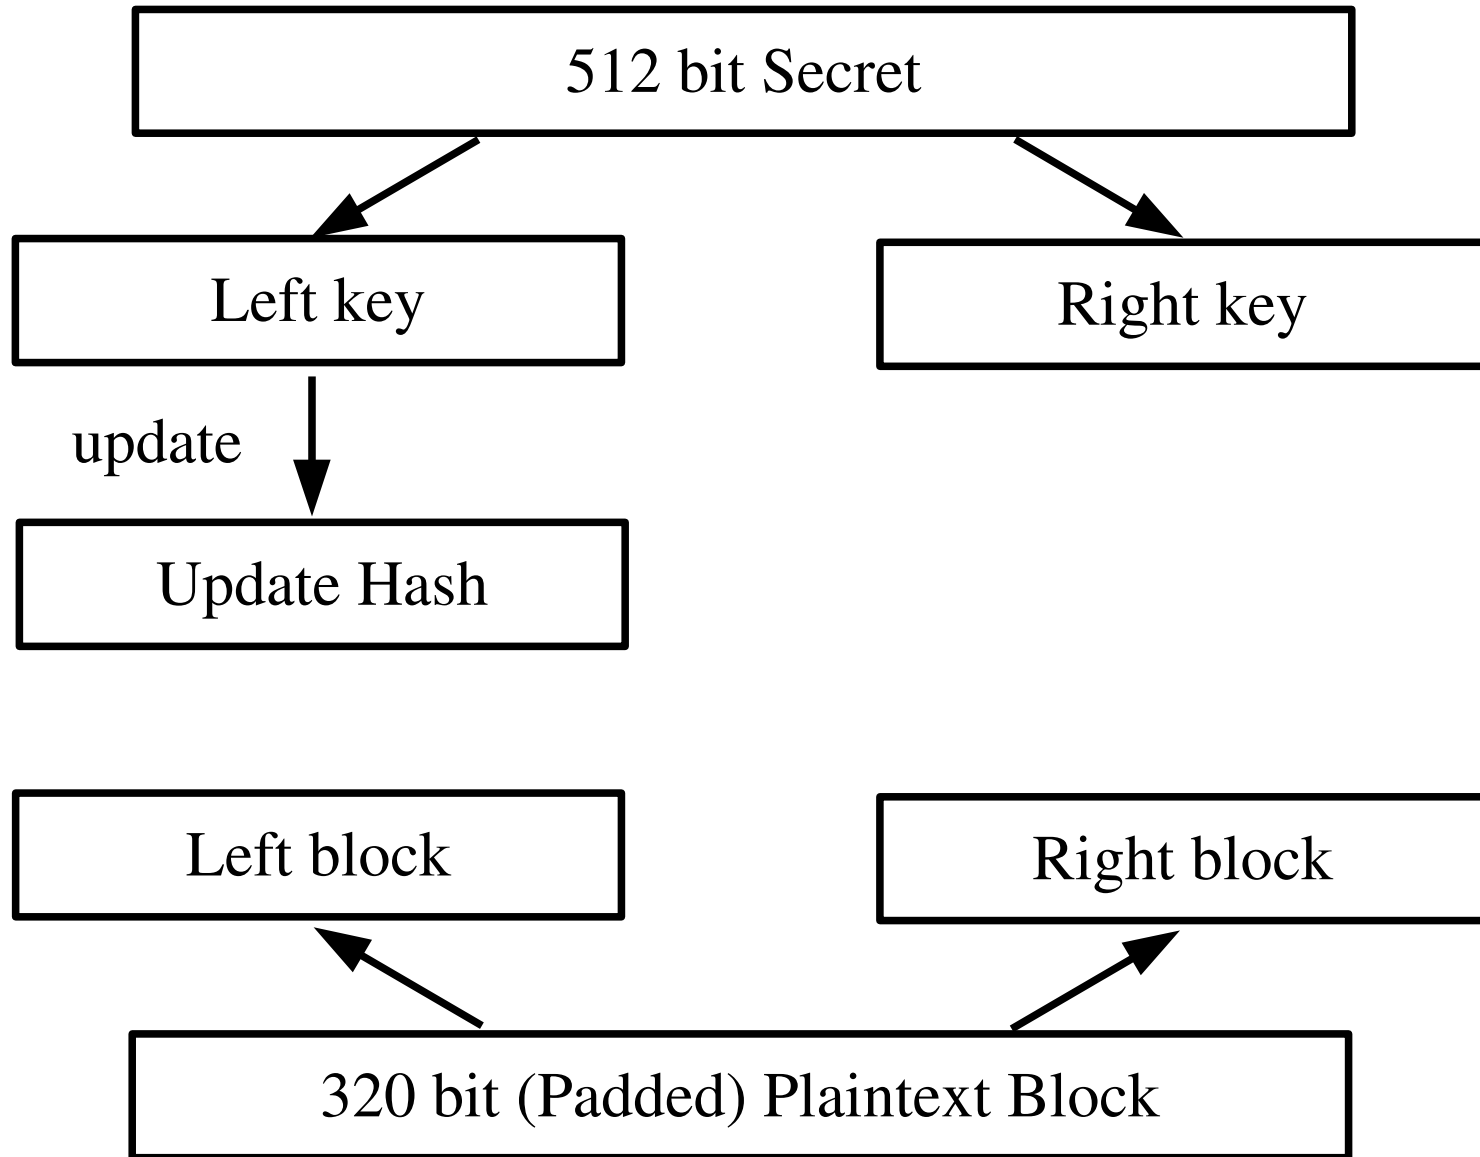 512 bit Secret
Left key
Right key
update
Update Hash
Left block
Right block
320 bit (Padded) Plaintext Block